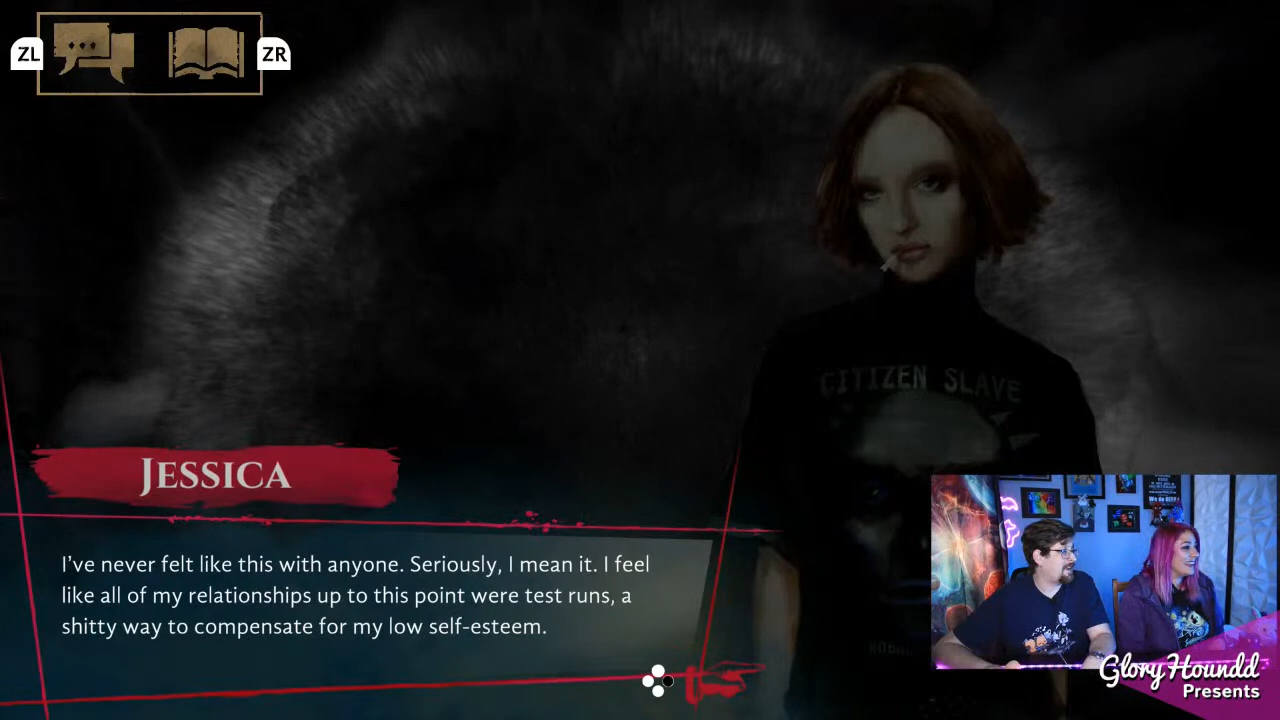 ZL
ZR
CITIZEN SLAVE
JESSICA
I've never felt like this with anyone. Seriously, I mean it. I feel
like all of my relationships up to this point were test runs, a
shitty way to compensate for my low self-esteem.
GloryHoundd
Presents